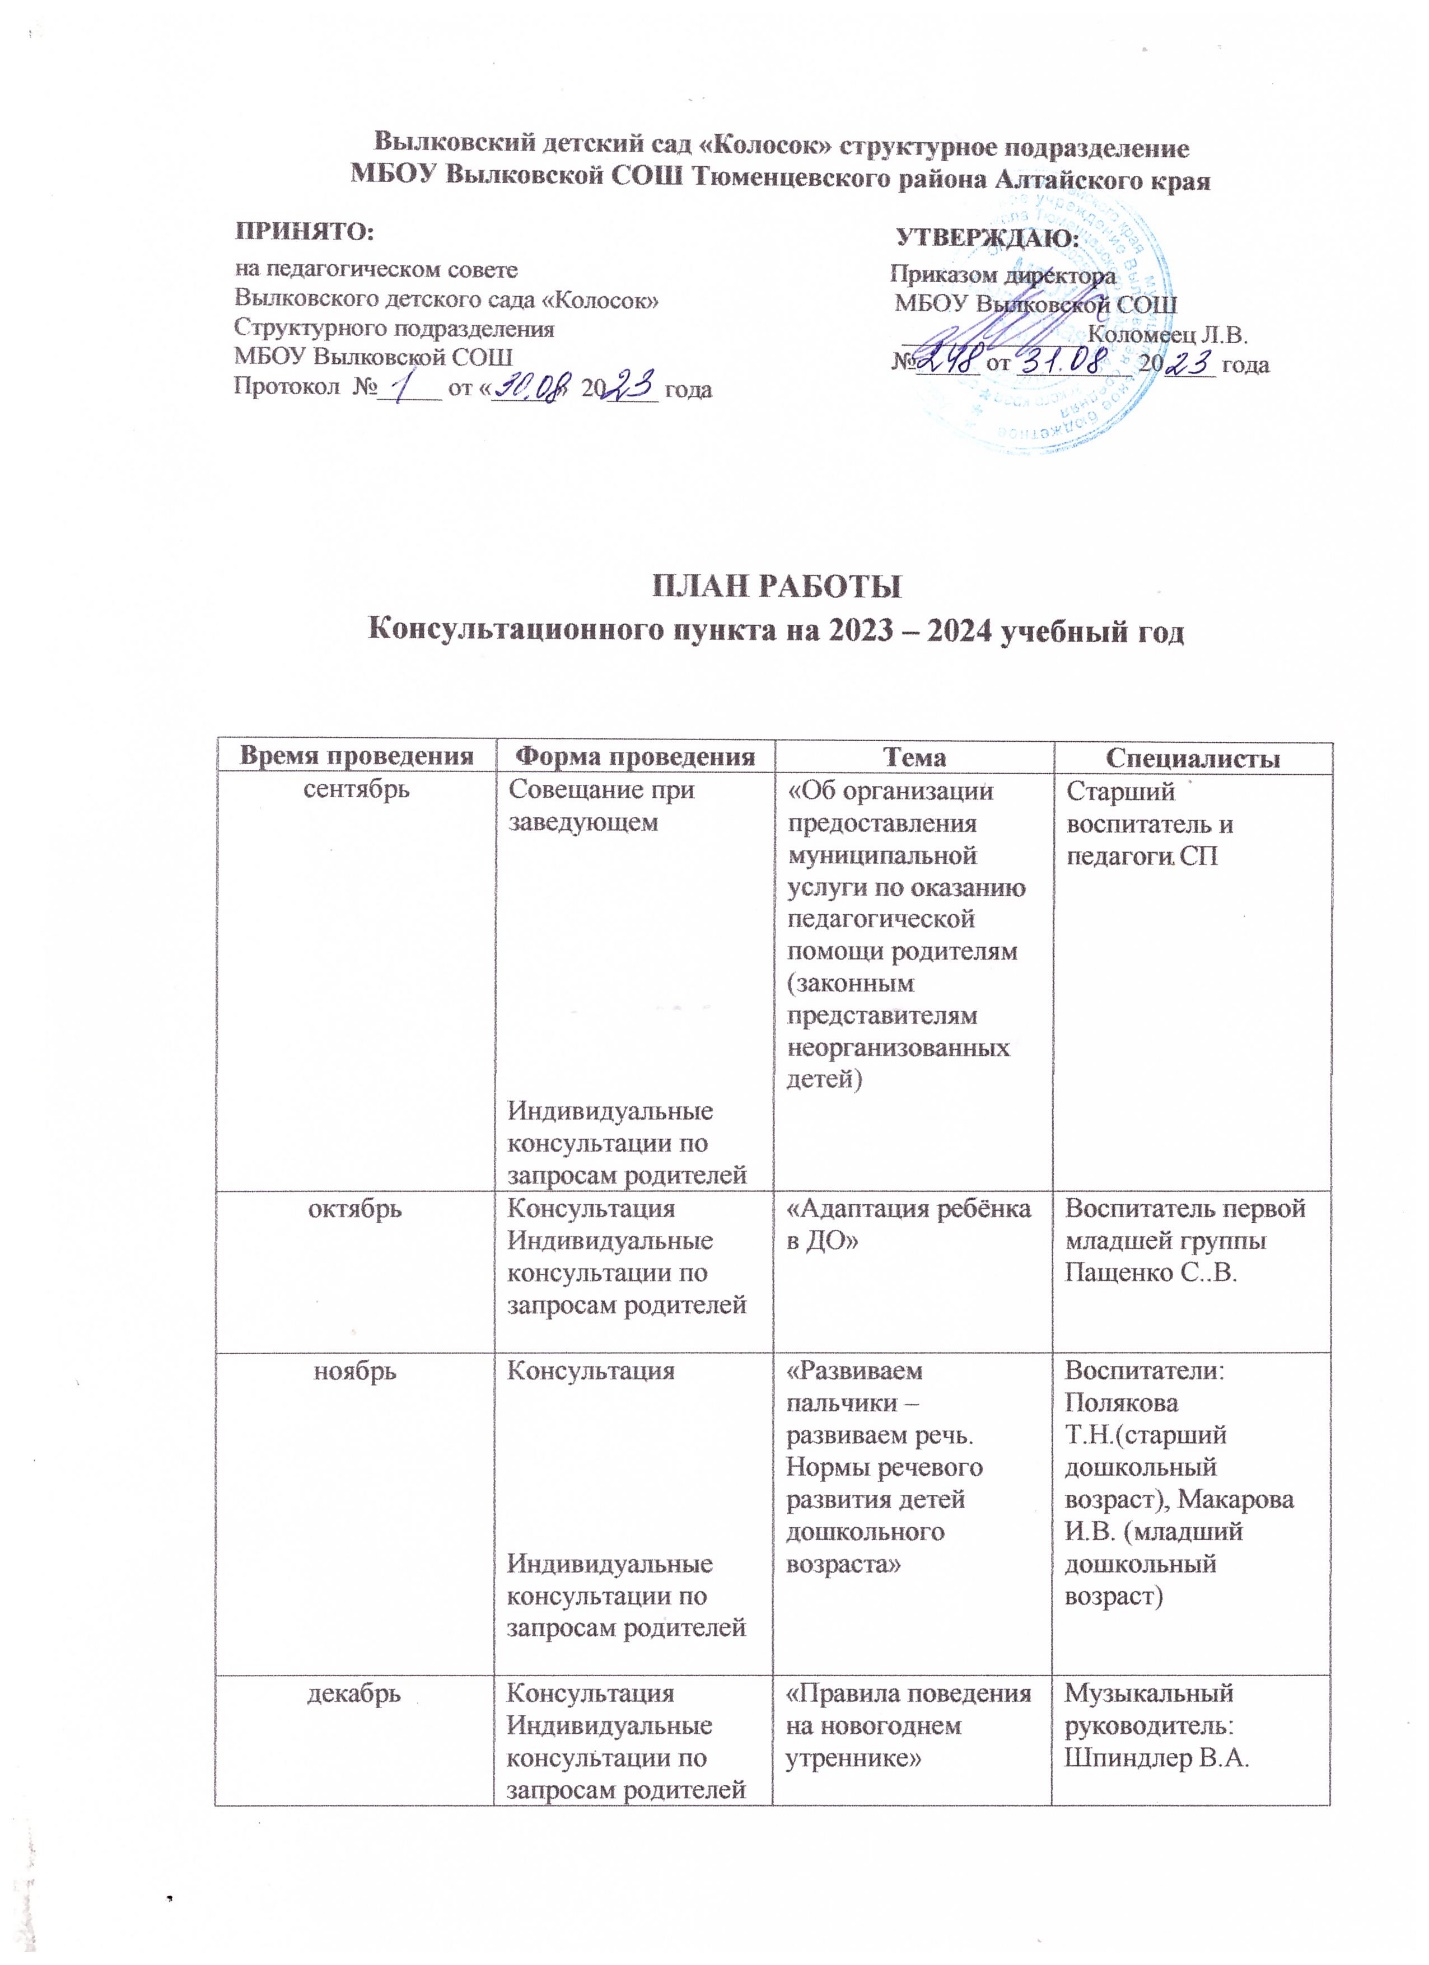 Вылковский детский сад «Колосок» структурное подразделение
МБОУ Вылковской СОШ Тюменцевского района Алтайского края
ПРИНЯТО:
на педагогическом совете
Вылковского детского сада «Колосок»
Структурного подразделения
МБОУ Вылковской СОШ
Протокол № 1 от «30.08» 2023 года
УТВЕРЖДАЮ:
Приказом директора
МБОУ Вылковской СОШ
Коломеец Л.В.
№ 248 от 31.08 2023 года
ПЛАН РАБОТЫ
Консультационного пункта на 2023 – 2024 учебный год
Время проведения
Форма проведения
Тема
Специалисты
сентябрь
Совещание при
заведующем
Индивидуальные
консультации по
запросам родителей
«Об организации
предоставления
муниципальной
услуги по оказанию
педагогической
помощи родителям
(законным
представителям
неорганизованных
детей)
Старший
воспитатель и
педагоги СП
октябрь
Консультация
Индивидуальные
консультации по
запросам родителей
«Адаптация ребёнка
в ДО»
Воспитатель первой
младшей группы
Пащенко С..В.
ноябрь
Консультация
Индивидуальные
консультации по
запросам родителей
«Развиваем
пальчики –
развиваем речь.
Нормы речевого
развития детей
дошкольного
возраста»
Воспитатели:
Полякова
Т.Н.(старший
дошкольный
возраст), Макарова
И.В. (младший
дошкольный
возраст)
декабрь
Консультация
Индивидуальные
консультации по
запросам родителей
«Правила поведения
на новогоднем
утреннике»
Музыкальный
руководитель:
Шпиндлер В.А.